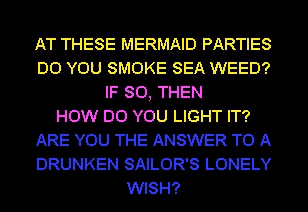 AT THESE MERMAID PARTIES
DO YOU SMOKE SEA WEED?
IF SO, THEN
HOW DO YOU LIGHT IT?
ARE YOU THE ANSWER TO A
DRUNKEN SAILOR'S LONELY
WISH?